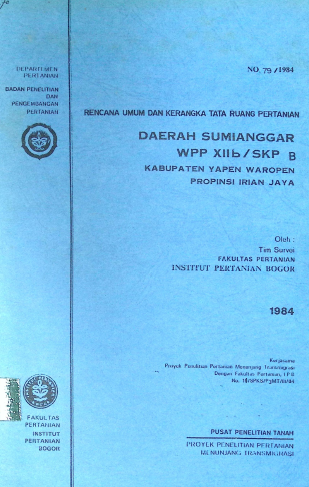 DEPARTEMEN
PERTANIAN
BADAN PENELITIAN
DAN
PENGEMBANGAN
PERTANIAN
NO 79/1984
RENCANA UMUM DAN KERANGKA TATA RUANG PERTANIAN
DAERAH SUMIANGGAR
WPP XIIb/SKP B
KABUPATEN YAPEN WAROPEN
PROPINSI IRIAN JAYA
Oleh :
Tim Survei
FAKULTAS PERTANIAN
INSTITUT PERTANIAN BOGOR
1984
Kerjasama
Proyek Penelitian Pertanian Menunjang Transmigrasi
Dengan Fakultas Pertanian, I P B
FAKULTAS
PERTANIAN
INSTITUT
PERTANIAN
BOGOR
PUSAT PENELITIAN TANAH
PROYEK PENELITIAN PERTANIAN
MENUNJANG TRANSMIGRASI